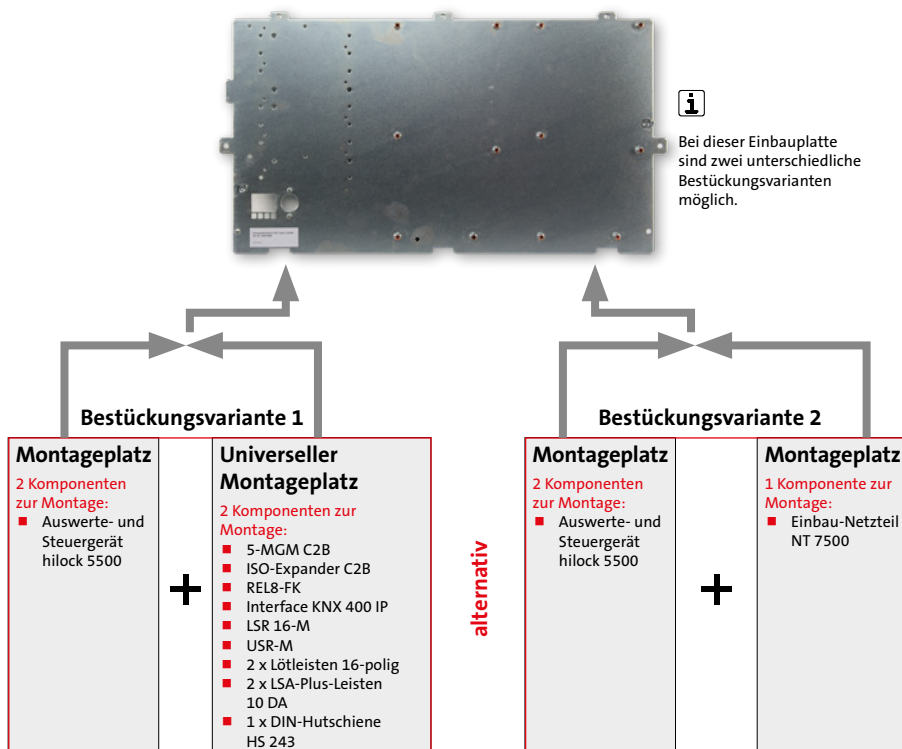 i
Bei dieser Einbauplatte
sind zwei unterschiedliche
Bestückungsvarianten
möglich.
Bestückungsvariante 1
Montageplatz
2 Komponenten
zur Montage:
■ Auswerte- und
Steuergerät
hilock 5500
+
Universeller
Montageplatz
2 Komponenten zur
Montage:
■ 5-MGM C2B
■ ISO-Expander C2B
■ REL8-FK
■ Interface KNX 400 IP
■ LSR 16-M
■ USR-M
■ 2 x Lötleisten 16-polig
■ 2 x LSA-Plus-Leisten
10 DA
■ 1 x DIN-Hutschiene
HS 243
alternativ
Bestückungsvariante 2
Montageplatz
2 Komponenten
zur Montage:
■ Auswerte- und
Steuergerät
hilock 5500
+
Montageplatz
1 Komponente zur
Montage:
■ Einbau-Netzteil
NT 7500